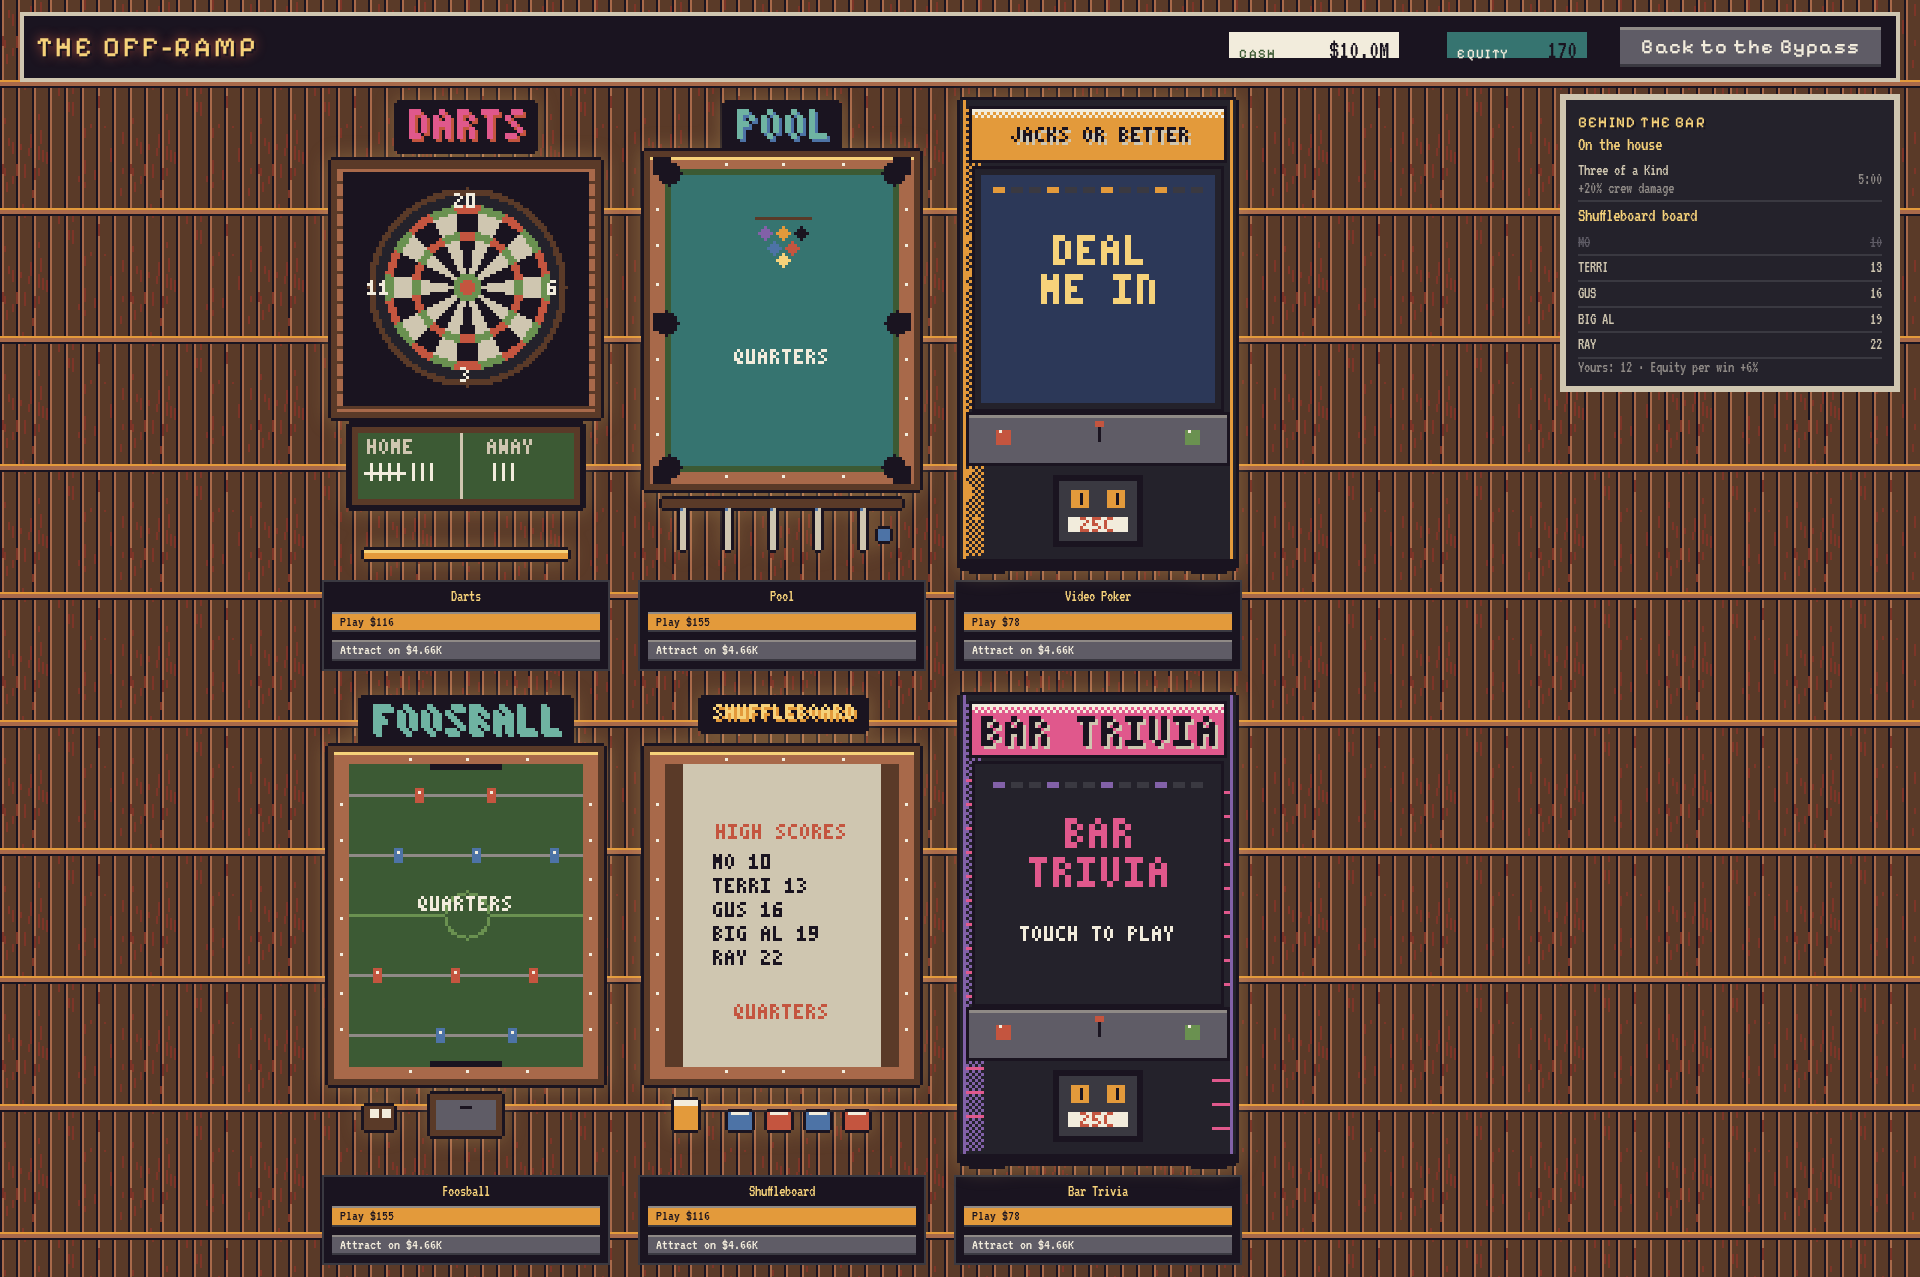 THE OFF-RAMP
CASH $10.0M
EQUITY 170
Back to the Bypass
DARTS
20
11
6
3
HOME AWAY
POOL
QUARTERS
JACKS OR BETTER
DEAL
ME IN
25C
BEHIND THE BAR
On the house
Three of a Kind
+20% crew damage
5:00
Shuffleboard board
MO 10
TERRI 13
GUS 16
BIG AL 19
RAY 22
Yours: 12 · Equity per win +6%
Darts
Play $116
Attract on $4.66K
Pool
Play $155
Attract on $4.66K
Video Poker
Play $78
Attract on $4.66K
FOOSBALL
QUARTERS
SHUFFLEBOARD
HIGH SCORES
MO 10
TERRI 13
GUS 16
BIG AL 19
RAY 22
QUARTERS
BAR TRIVIA
BAR
TRIVIA
TOUCH TO PLAY
25C
Foosball
Play $155
Attract on $4.66K
Shuffleboard
Play $116
Attract on $4.66K
Bar Trivia
Play $78
Attract on $4.66K